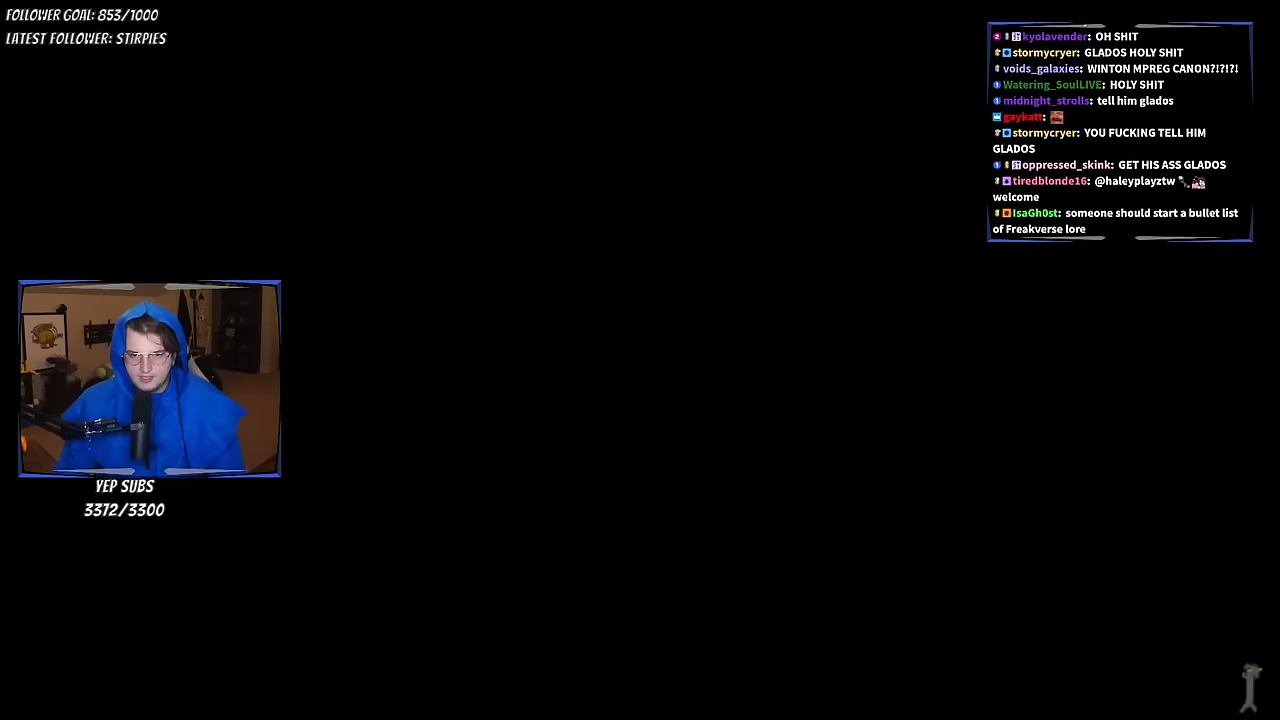 FOLLOWER GOAL: 853/1000
LATEST FOLLOWER: STIRPIES
kyolavender: OH SHIT
stormycryer: GLADOS HOLY SHIT
voids_galaxies: WINTON MPREG CANON?!?!?!
Watering_SoulLIVE: HOLY SHIT
midnight_strolls: tell him glados
gaykatt:
stormycryer: YOU FUCKING TELL HIM
GLADOS
oppressed_skink: GET HIS ASS GLADOS
tiredblonde16: @haleyplayztw
welcome
IsaGh0st: someone should start a bullet list
of Freakverse lore
YEP SUBS
3372/3300